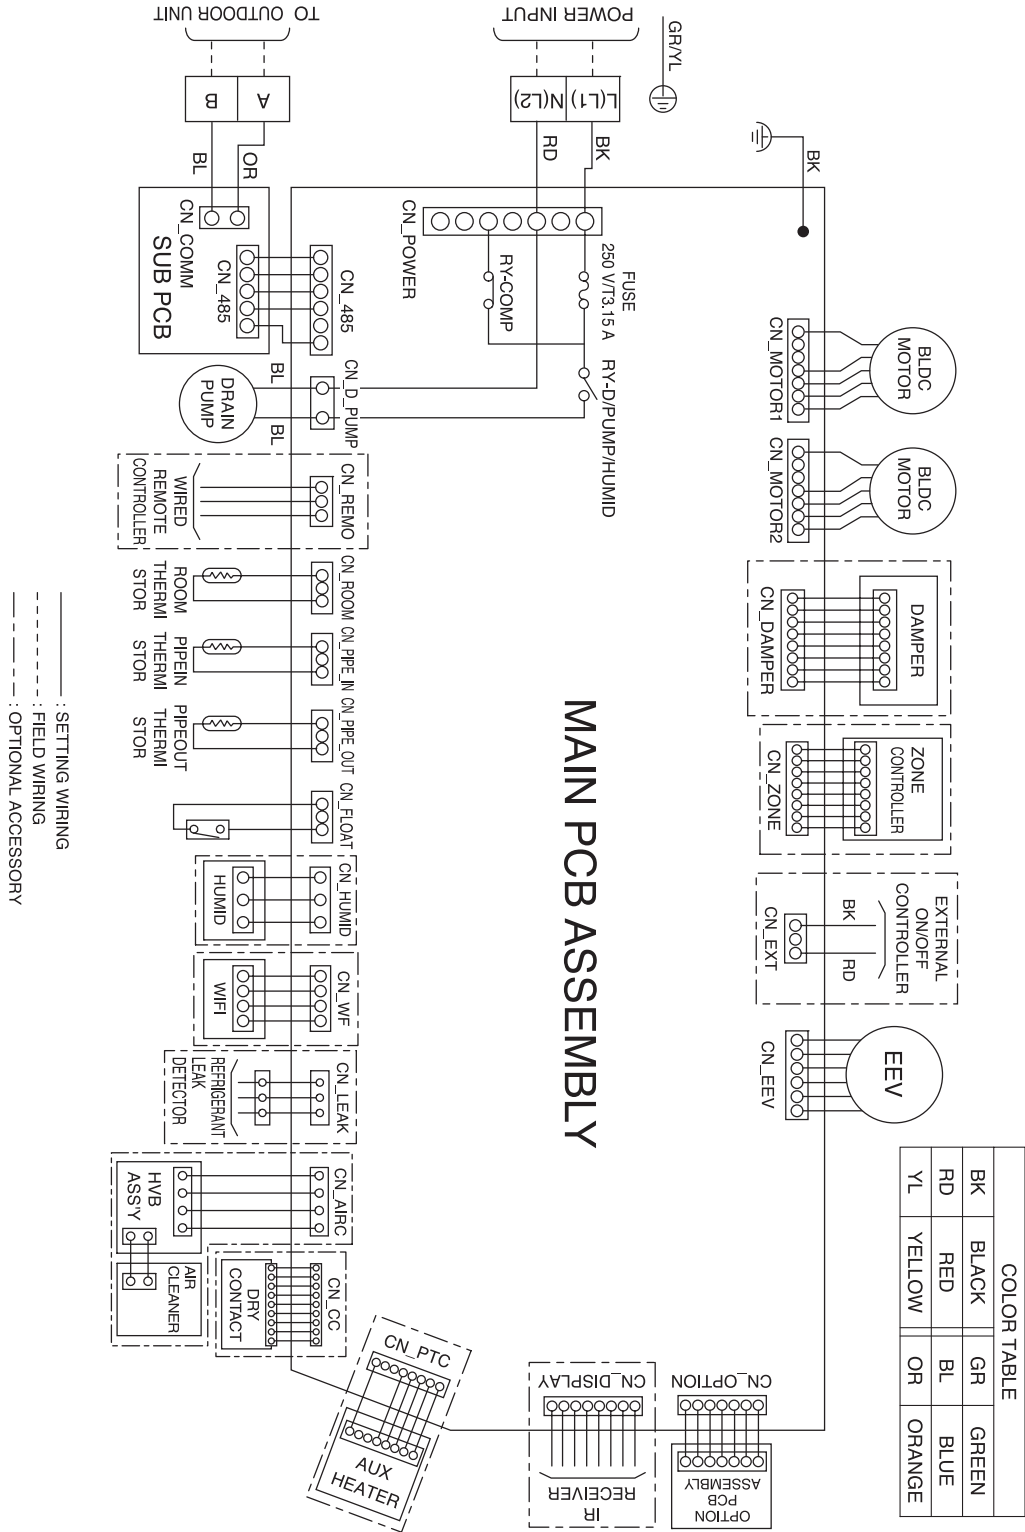 MAIN PCB ASSEMBLY
TO OUTDOOR UNIT
B
A
BL
OR
POWER INPUT
N(L2)
L(L1)
RD
BK
GR/YL
BK
CN_COMM
SUB PCB
CN_485
CN_485
CN_POWER
RY-COMP
FUSE
250 V/T3.15 A
RY-D/PUMP/HUMID
CN_D_PUMP
BL
BL
DRAIN
PUMP
CN_REMO
WIRED
REMOTE
CONTROLLER
CN_ROOM
ROOM
THERMI
STOR
CN_PIPE_IN
PIPEIN
THERMI
STOR
CN_PIPE_OUT
PIPEOUT
THERMI
STOR
CN_FLOAT
CN_HUMID
HUMID
CN_WF
WIFI
CN_LEAK
REFRIGERANT
LEAK
DETECTOR
CN_AIRC
HVB
ASS'Y
AIR
CLEANER
CN_CC
DRY
CONTACT
CN_PTC
AUX
HEATER
CN_DISPLAY
IR
RECEIVER
CN_OPTION
OPTION
PCB
ASSEMBLY
BLDC
MOTOR
CN_MOTOR1
BLDC
MOTOR
CN_MOTOR2
DAMPER
CN_DAMPER
ZONE
CONTROLLER
CN_ZONE
EXTERNAL
ON/OFF
CONTROLLER
BK
RD
CN_EXT
EEV
CN_EEV
COLOR TABLE
BK BLACK GR GREEN
RD RED BL BLUE
YL YELLOW OR ORANGE
: SETTING WIRING
: FIELD WIRING
: OPTIONAL ACCESSORY